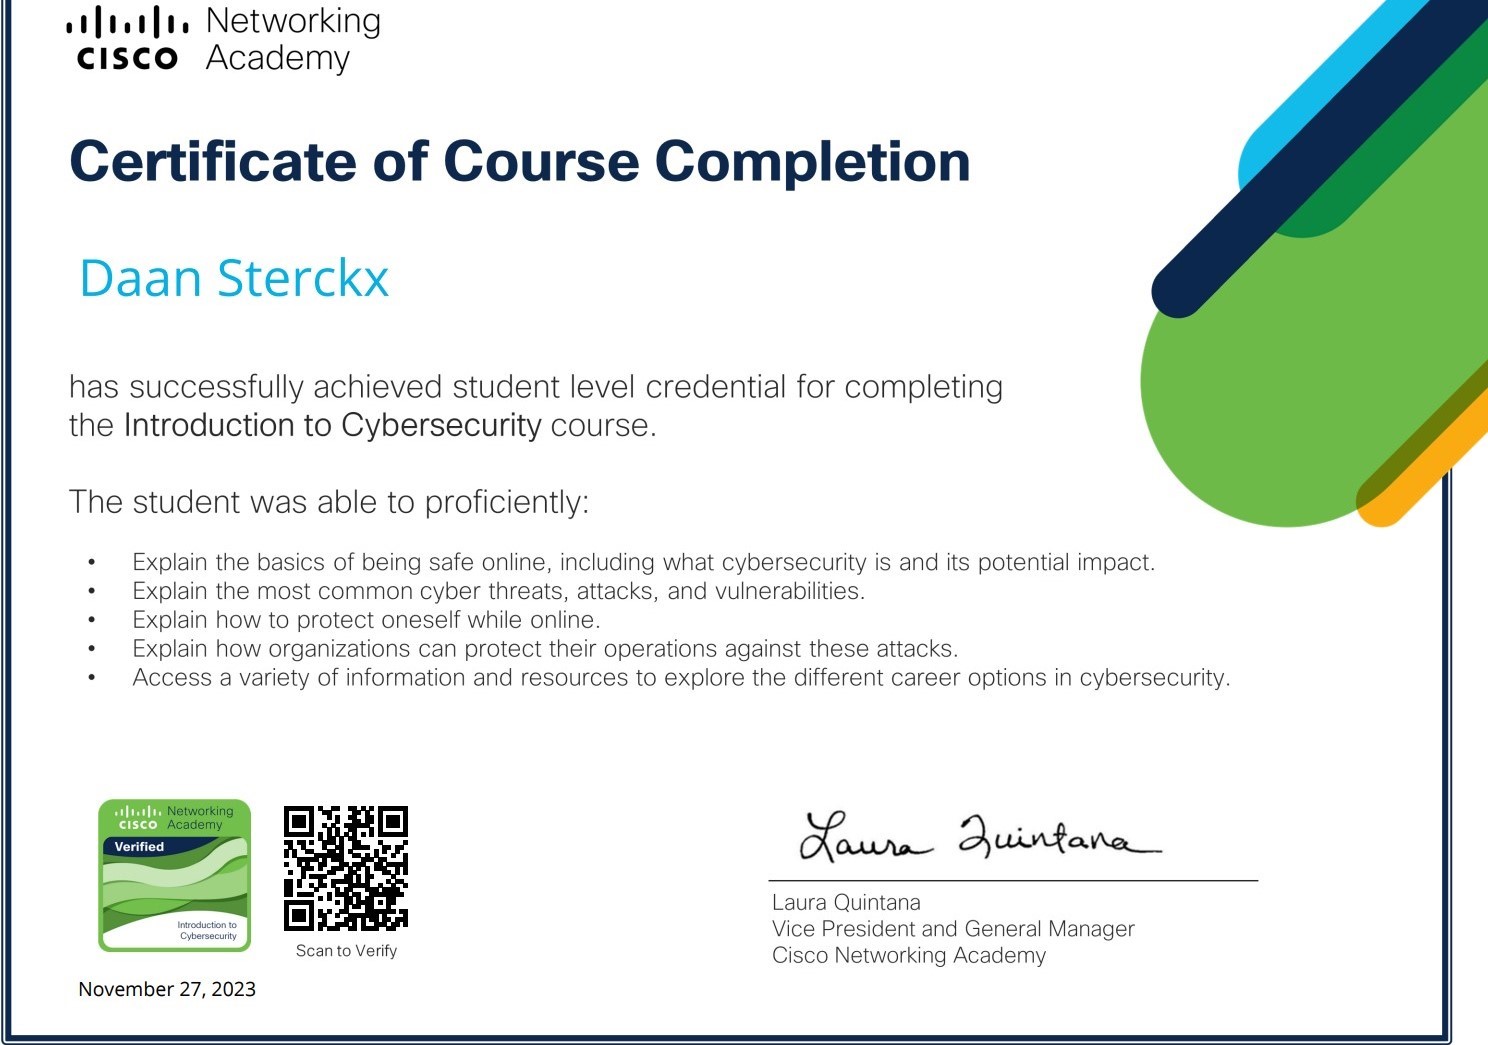 Networking
CISCO Academy
Certificate of Course Completion
Daan Sterckx
has successfully achieved student level credential for completing
the Introduction to Cybersecurity course.
The student was able to proficiently:
• Explain the basics of being safe online, including what cybersecurity is and its potential impact.
• Explain the most common cyber threats, attacks, and vulnerabilities.
• Explain how to protect oneself while online.
• Explain how organizations can protect their operations against these attacks.
• Access a variety of information and resources to explore the different career options in cybersecurity.
Networking
CISCO Academy
Verified
Introduction to
Cybersecurity
Scan to Verify
November 27, 2023
Laura Quintana
Laura Quintana
Vice President and General Manager
Cisco Networking Academy